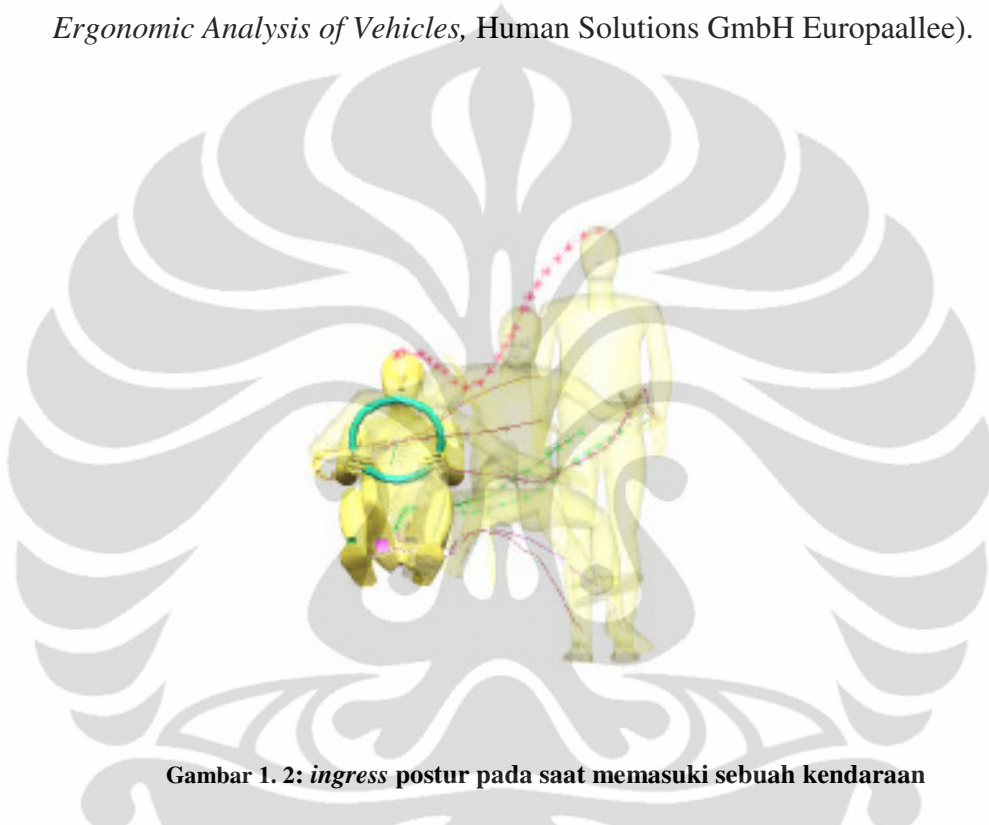 Ergonomic Analysis of Vehicles, Human Solutions GmbH Europaallee).
Gambar 1. 2: ingress postur pada saat memasuki sebuah kendaraan